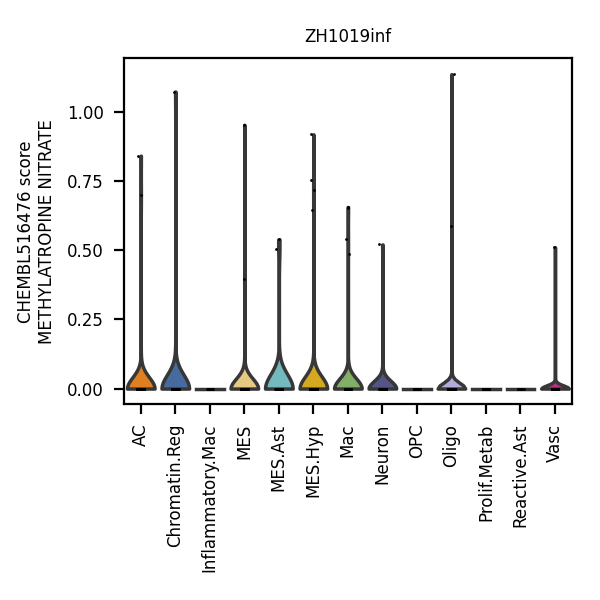 ZH1019inf
CHEMBL516476 score
METHYLATROPINE NITRATE
1.00
0.75
0.50
0.25
0.00
AC
Chromatin.Reg
Inflammatory.Mac
MES
MES.Ast
MES.Hyp
Mac
Neuron
OPC
Oligo
Prolif.Metab
Reactive.Ast
Vasc